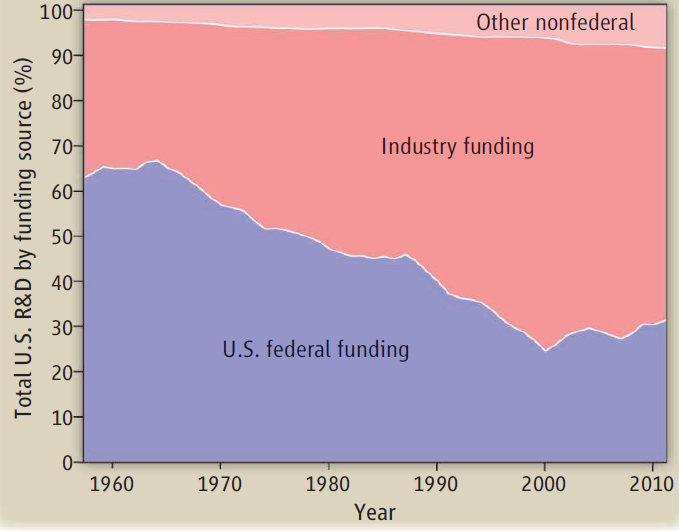 Total U.S. R&D by funding source (%)
100
90
80
70
60
50
40
30
20
10
0
Other nonfederal
Industry funding
U.S. federal funding
1960 1970 1980 1990 2000 2010
Year